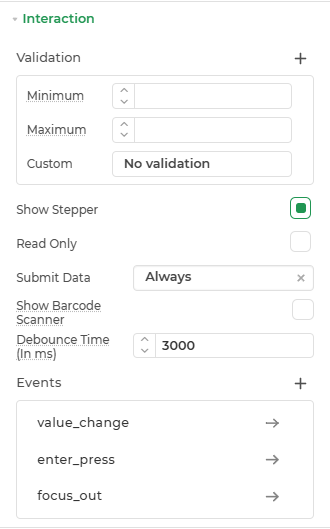 Interaction
Validation
Minimum
Maximum
Custom No validation
Show Stepper
Read Only
Submit Data Always
Show Barcode
Scanner
Debounce Time
(In ms) 3000
Events
value_change
enter_press
focus_out